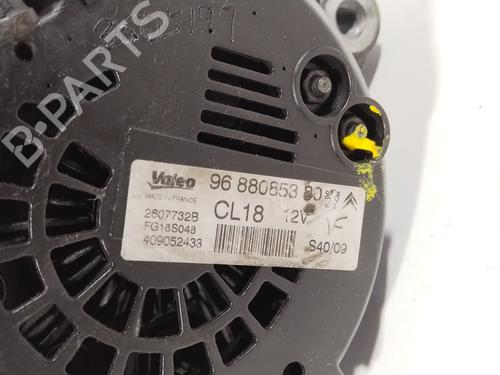 B-PARTS
Valeo 96 880853 80
MADE IN FRANCE
2607732B CL18 12V
FG18S048
409052433 S40/09